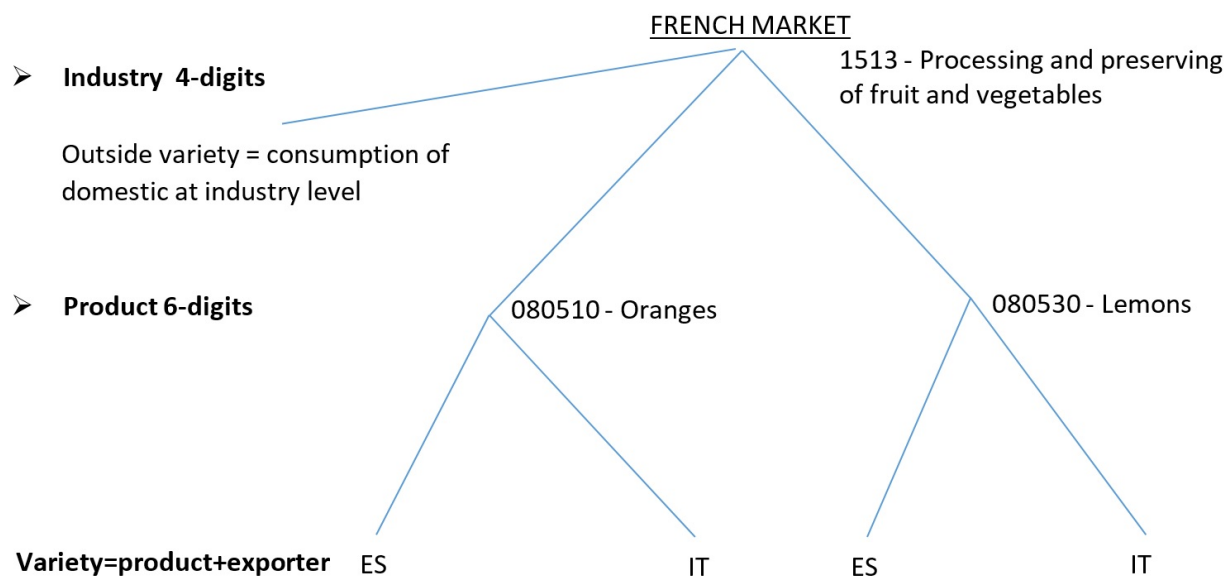 FRENCH MARKET
➤ Industry 4-digits
1513 - Processing and preserving
of fruit and vegetables
Outside variety = consumption of
domestic at industry level
➤ Product 6-digits
080510 - Oranges
080530 - Lemons
Variety=product+exporter
ES
IT
ES
IT